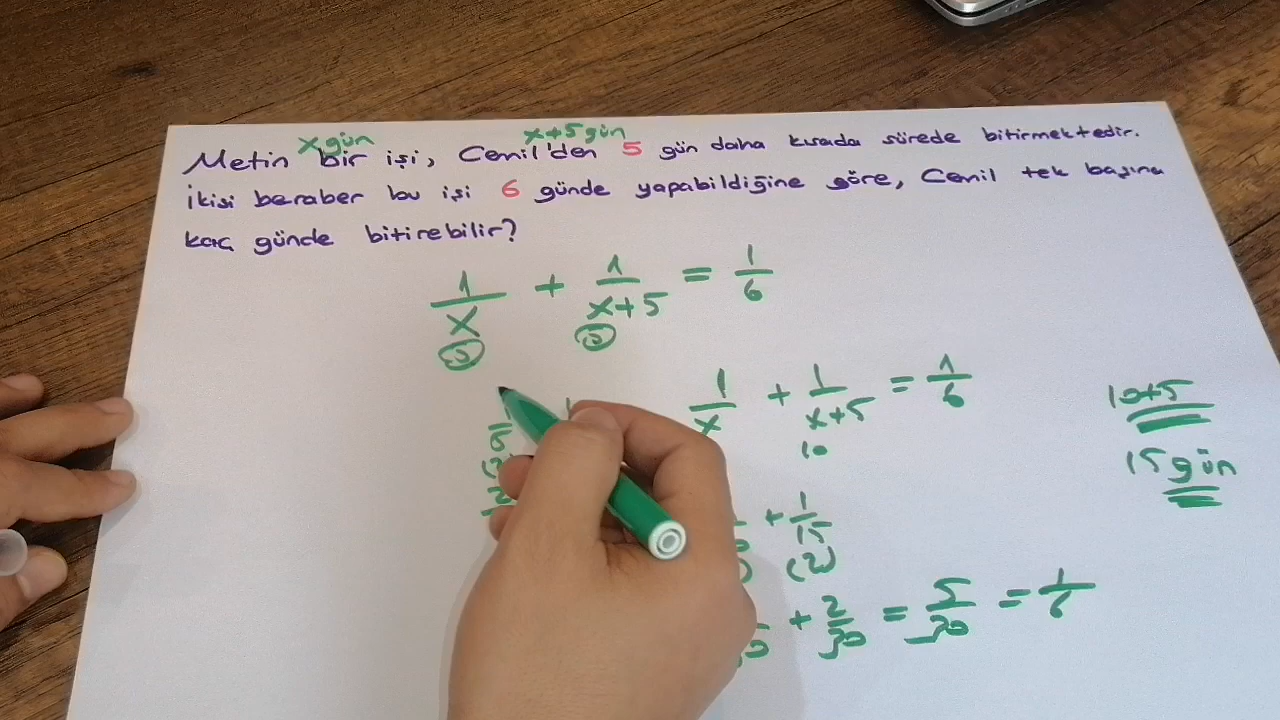 x gün x+5 gün
Metin bir işi, Cemil'den 5 gün daha kısada sürede bitirmektedir.
İkisi beraber bu işi 6 günde yapabildiğine göre, Cemil tek başına
kaç günde bitirebilir?
1/x + 1/(x+5) = 1/6
1/x + 1/(x+5) = 1/6
10
10+5
15 gün
+ 1/15
(2)
+ 2/30 = 5/30 = 1/6